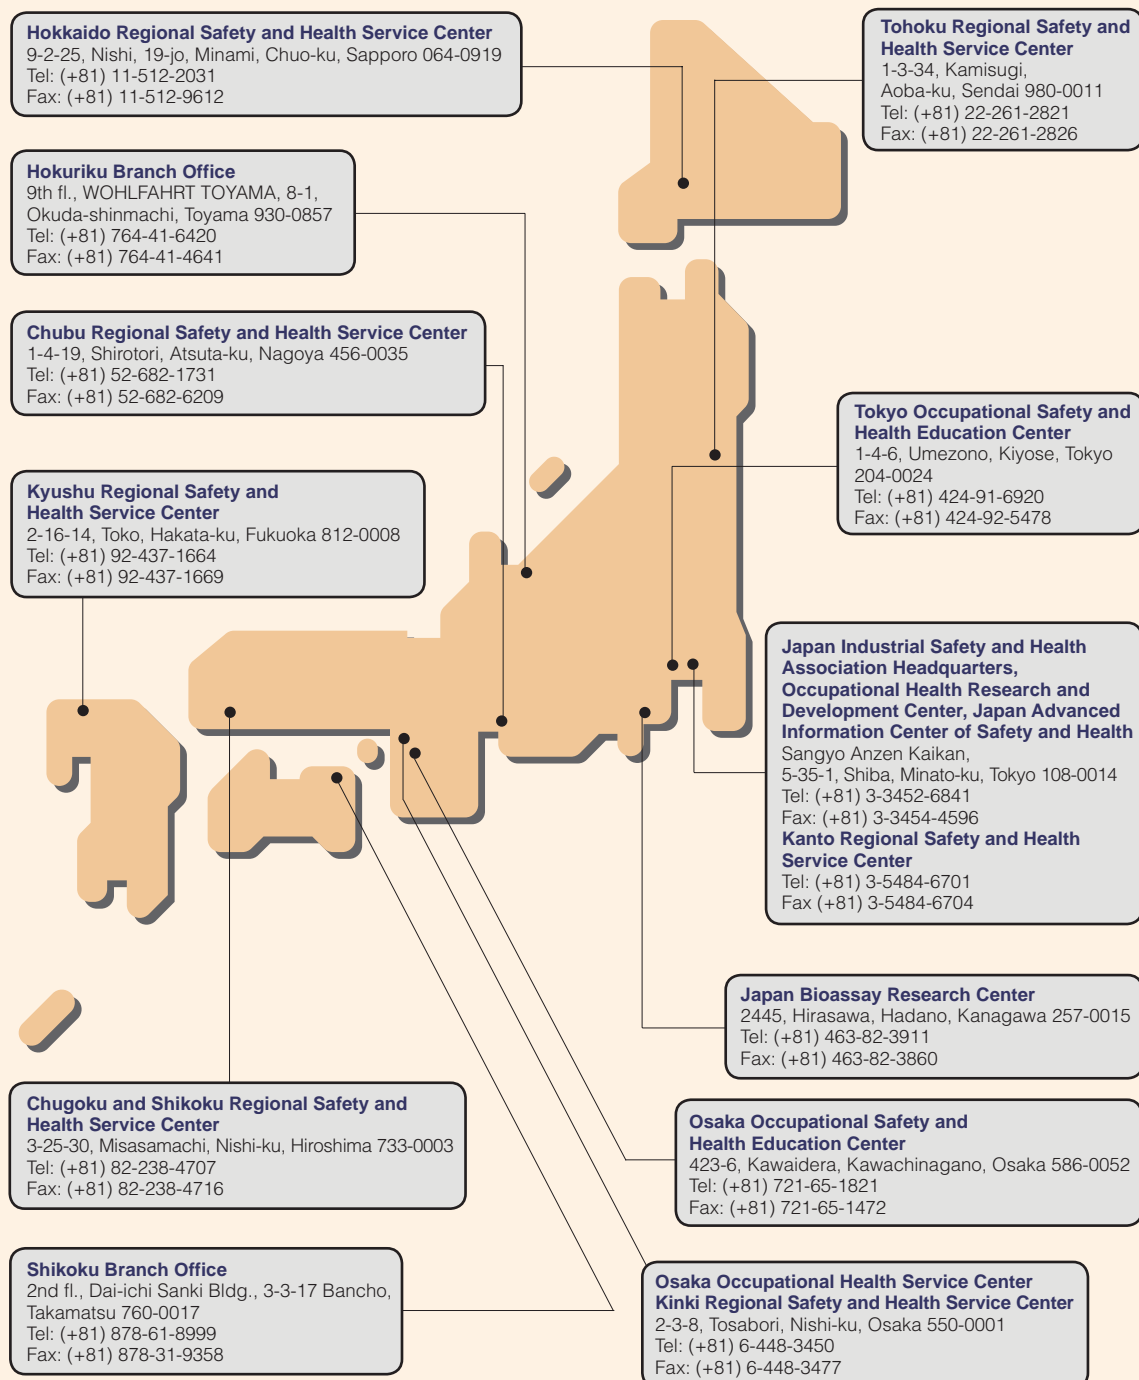 Hokkaido Regional Safety and Health Service Center
9-2-25, Nishi, 19-jo, Minami, Chuo-ku, Sapporo 064-0919
Tel: (+81) 11-512-2031
Fax: (+81) 11-512-9612
Tohoku Regional Safety and
Health Service Center
1-3-34, Kamisugi,
Aoba-ku, Sendai 980-0011
Tel: (+81) 22-261-2821
Fax: (+81) 22-261-2826
Hokuriku Branch Office
9th fl., WOHLFAHRT TOYAMA, 8-1,
Okuda-shinmachi, Toyama 930-0857
Tel: (+81) 764-41-6420
Fax: (+81) 764-41-4641
Chubu Regional Safety and Health Service Center
1-4-19, Shirotori, Atsuta-ku, Nagoya 456-0035
Tel: (+81) 52-682-1731
Fax: (+81) 52-682-6209
Tokyo Occupational Safety and
Health Education Center
1-4-6, Umezono, Kiyose, Tokyo
204-0024
Tel: (+81) 424-91-6920
Fax: (+81) 424-92-5478
Kyushu Regional Safety and
Health Service Center
2-16-14, Toko, Hakata-ku, Fukuoka 812-0008
Tel: (+81) 92-437-1664
Fax: (+81) 92-437-1669
Japan Industrial Safety and Health
Association Headquarters,
Occupational Health Research and
Development Center, Japan Advanced
Information Center of Safety and Health
Sangyo Anzen Kaikan,
5-35-1, Shiba, Minato-ku, Tokyo 108-0014
Tel: (+81) 3-3452-6841
Fax: (+81) 3-3454-4596
Kanto Regional Safety and Health
Service Center
Tel: (+81) 3-5484-6701
Fax (+81) 3-5484-6704
Japan Bioassay Research Center
2445, Hirasawa, Hadano, Kanagawa 257-0015
Tel: (+81) 463-82-3911
Fax: (+81) 463-82-3860
Chugoku and Shikoku Regional Safety and
Health Service Center
3-25-30, Misasamachi, Nishi-ku, Hiroshima 733-0003
Tel: (+81) 82-238-4707
Fax: (+81) 82-238-4716
Osaka Occupational Safety and
Health Education Center
423-6, Kawaidera, Kawachinagano, Osaka 586-0052
Tel: (+81) 721-65-1821
Fax: (+81) 721-65-1472
Shikoku Branch Office
2nd fl., Dai-ichi Sanki Bldg., 3-3-17 Bancho,
Takamatsu 760-0017
Tel: (+81) 878-61-8999
Fax: (+81) 878-31-9358
Osaka Occupational Health Service Center
Kinki Regional Safety and Health Service Center
2-3-8, Tosabori, Nishi-ku, Osaka 550-0001
Tel: (+81) 6-448-3450
Fax: (+81) 6-448-3477